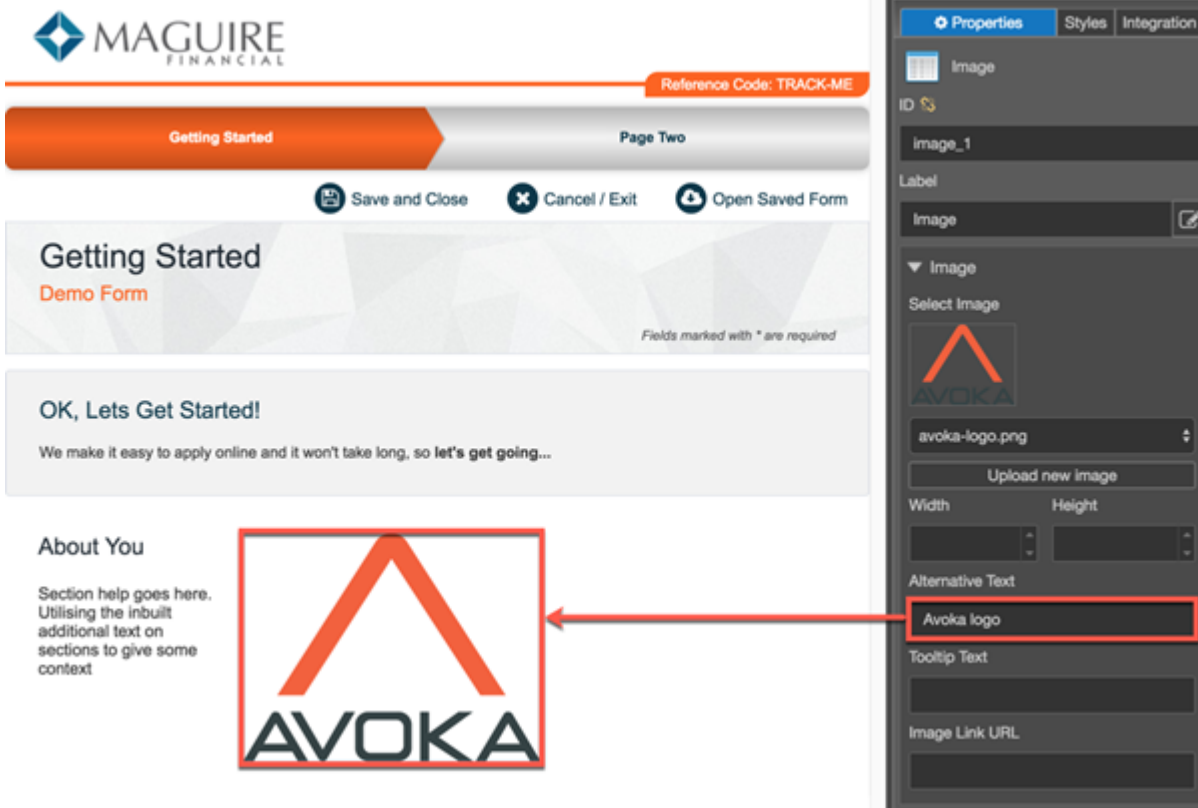 MAGUIRE
FINANCIAL
Reference Code: TRACK-ME
Getting Started
Page Two
Save and Close
Cancel / Exit
Open Saved Form
Getting Started
Demo Form
Fields marked with * are required
OK, Lets Get Started!
We make it easy to apply online and it won't take long, so let's get going...
About You
Section help goes here.
Utilising the inbuilt
additional text on
sections to give some
context
AVOKA
Properties
Styles
Integration
Image
ID
image_1
Label
Image
Image
Select Image
AVOKA
avoka-logo.png
Upload new image
Width
Height
Alternative Text
Avoka logo
Tooltip Text
Image Link URL